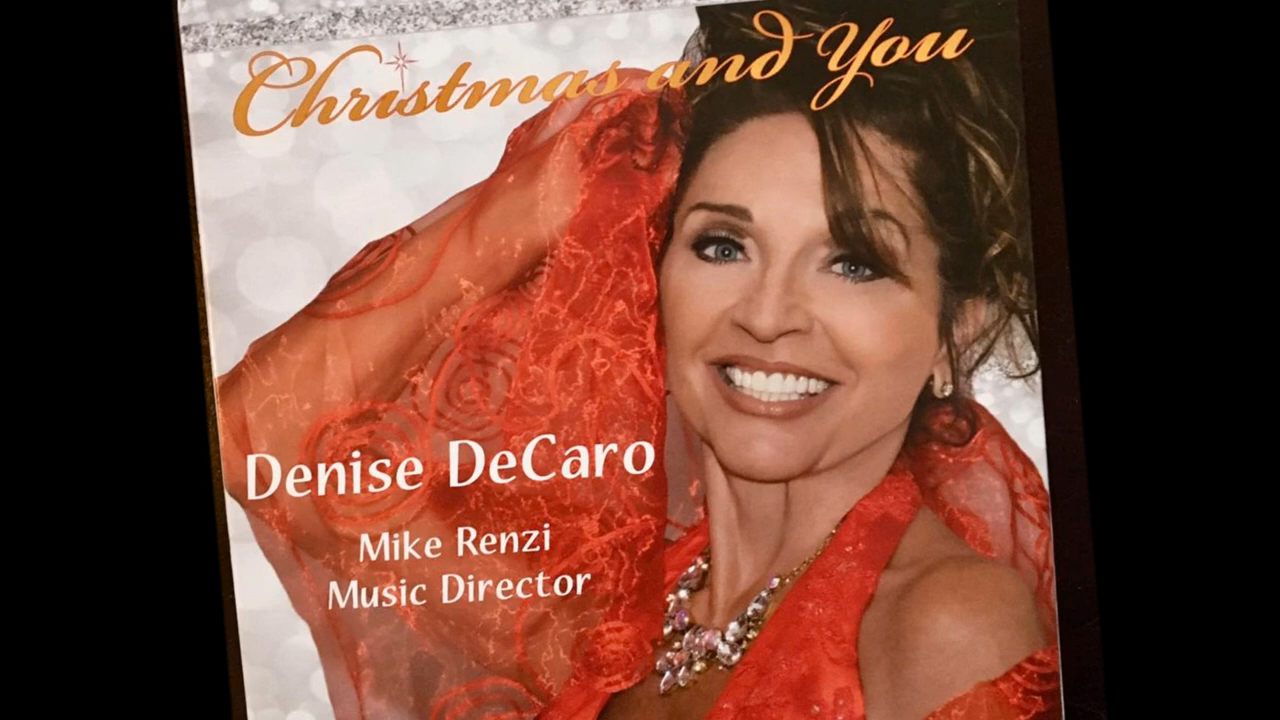 Christmas and You
Denise DeCaro
Mike Renzi
Music Director